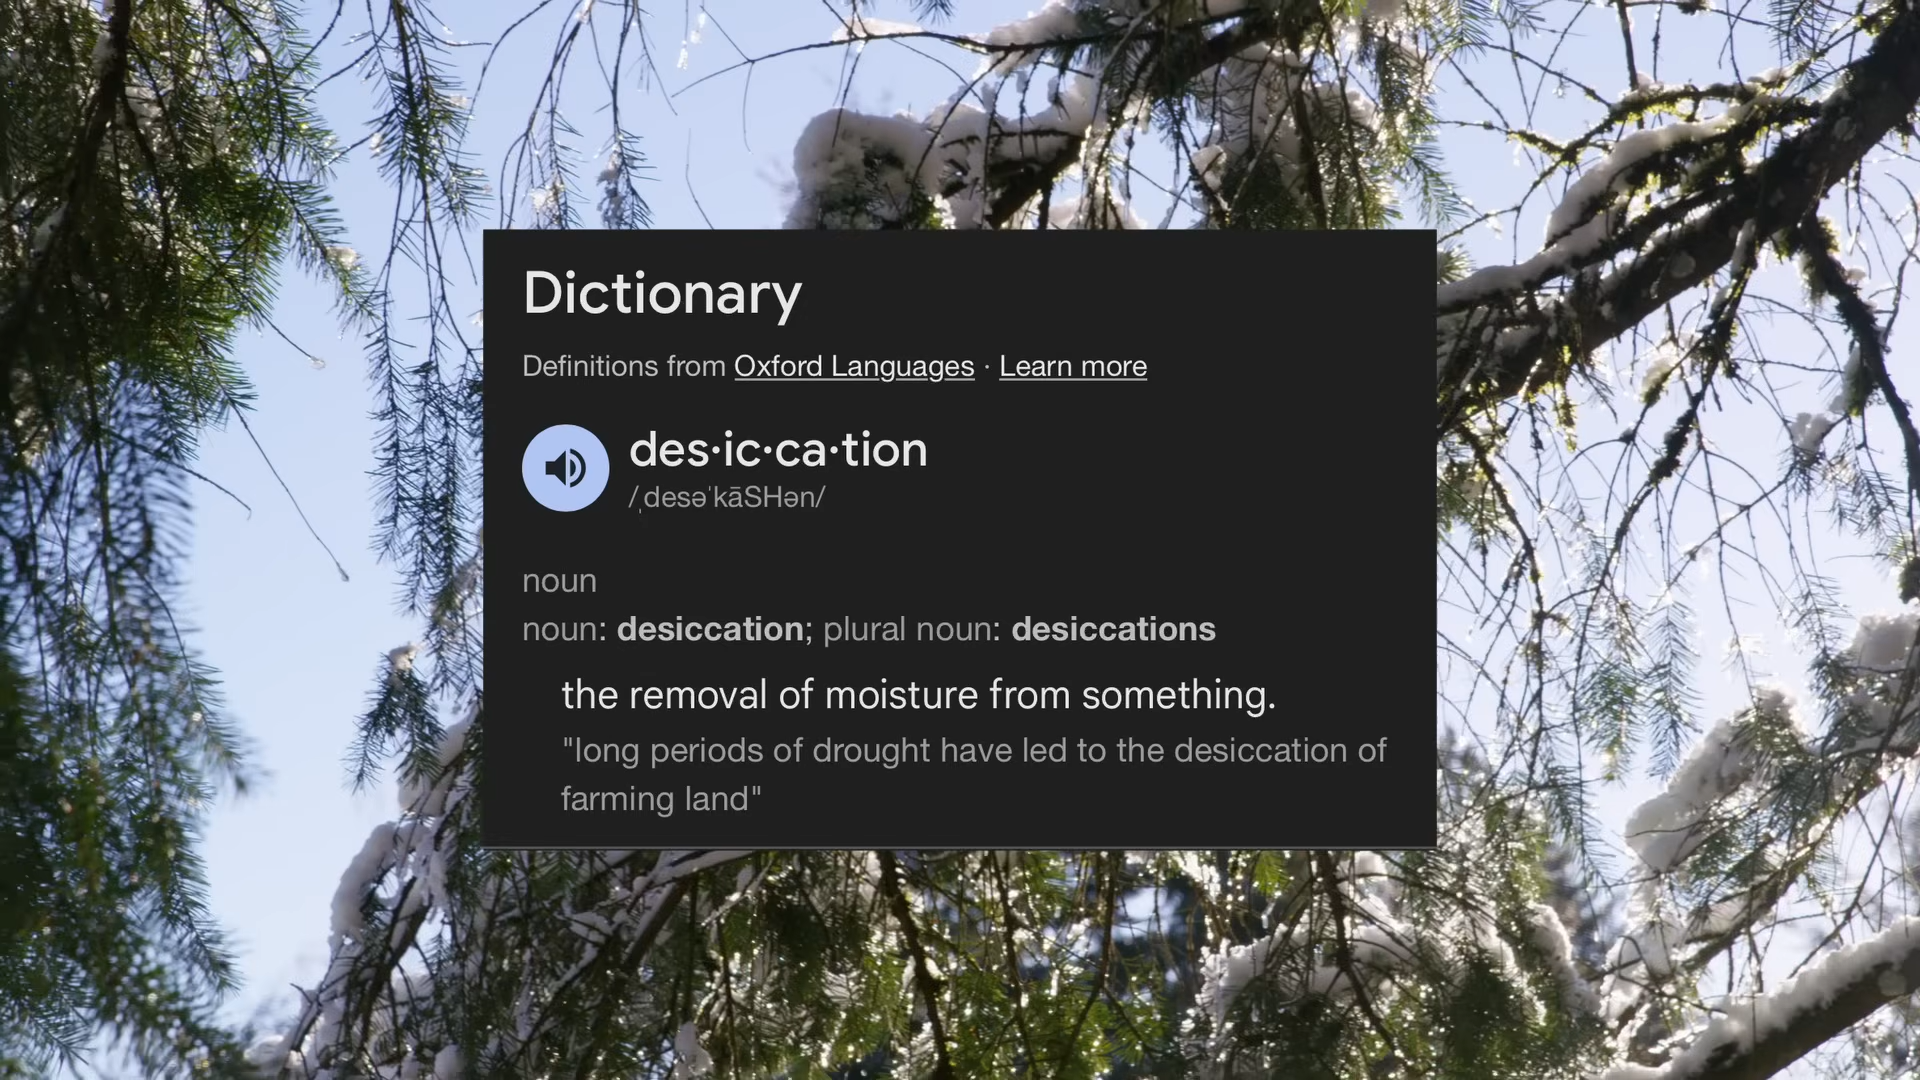 Dictionary
Definitions from Oxford Languages · Learn more
des·ic·ca·tion
/ˌdesəˈkāSHən/
noun
noun: desiccation; plural noun: desiccations
the removal of moisture from something.
"long periods of drought have led to the desiccation of
farming land"